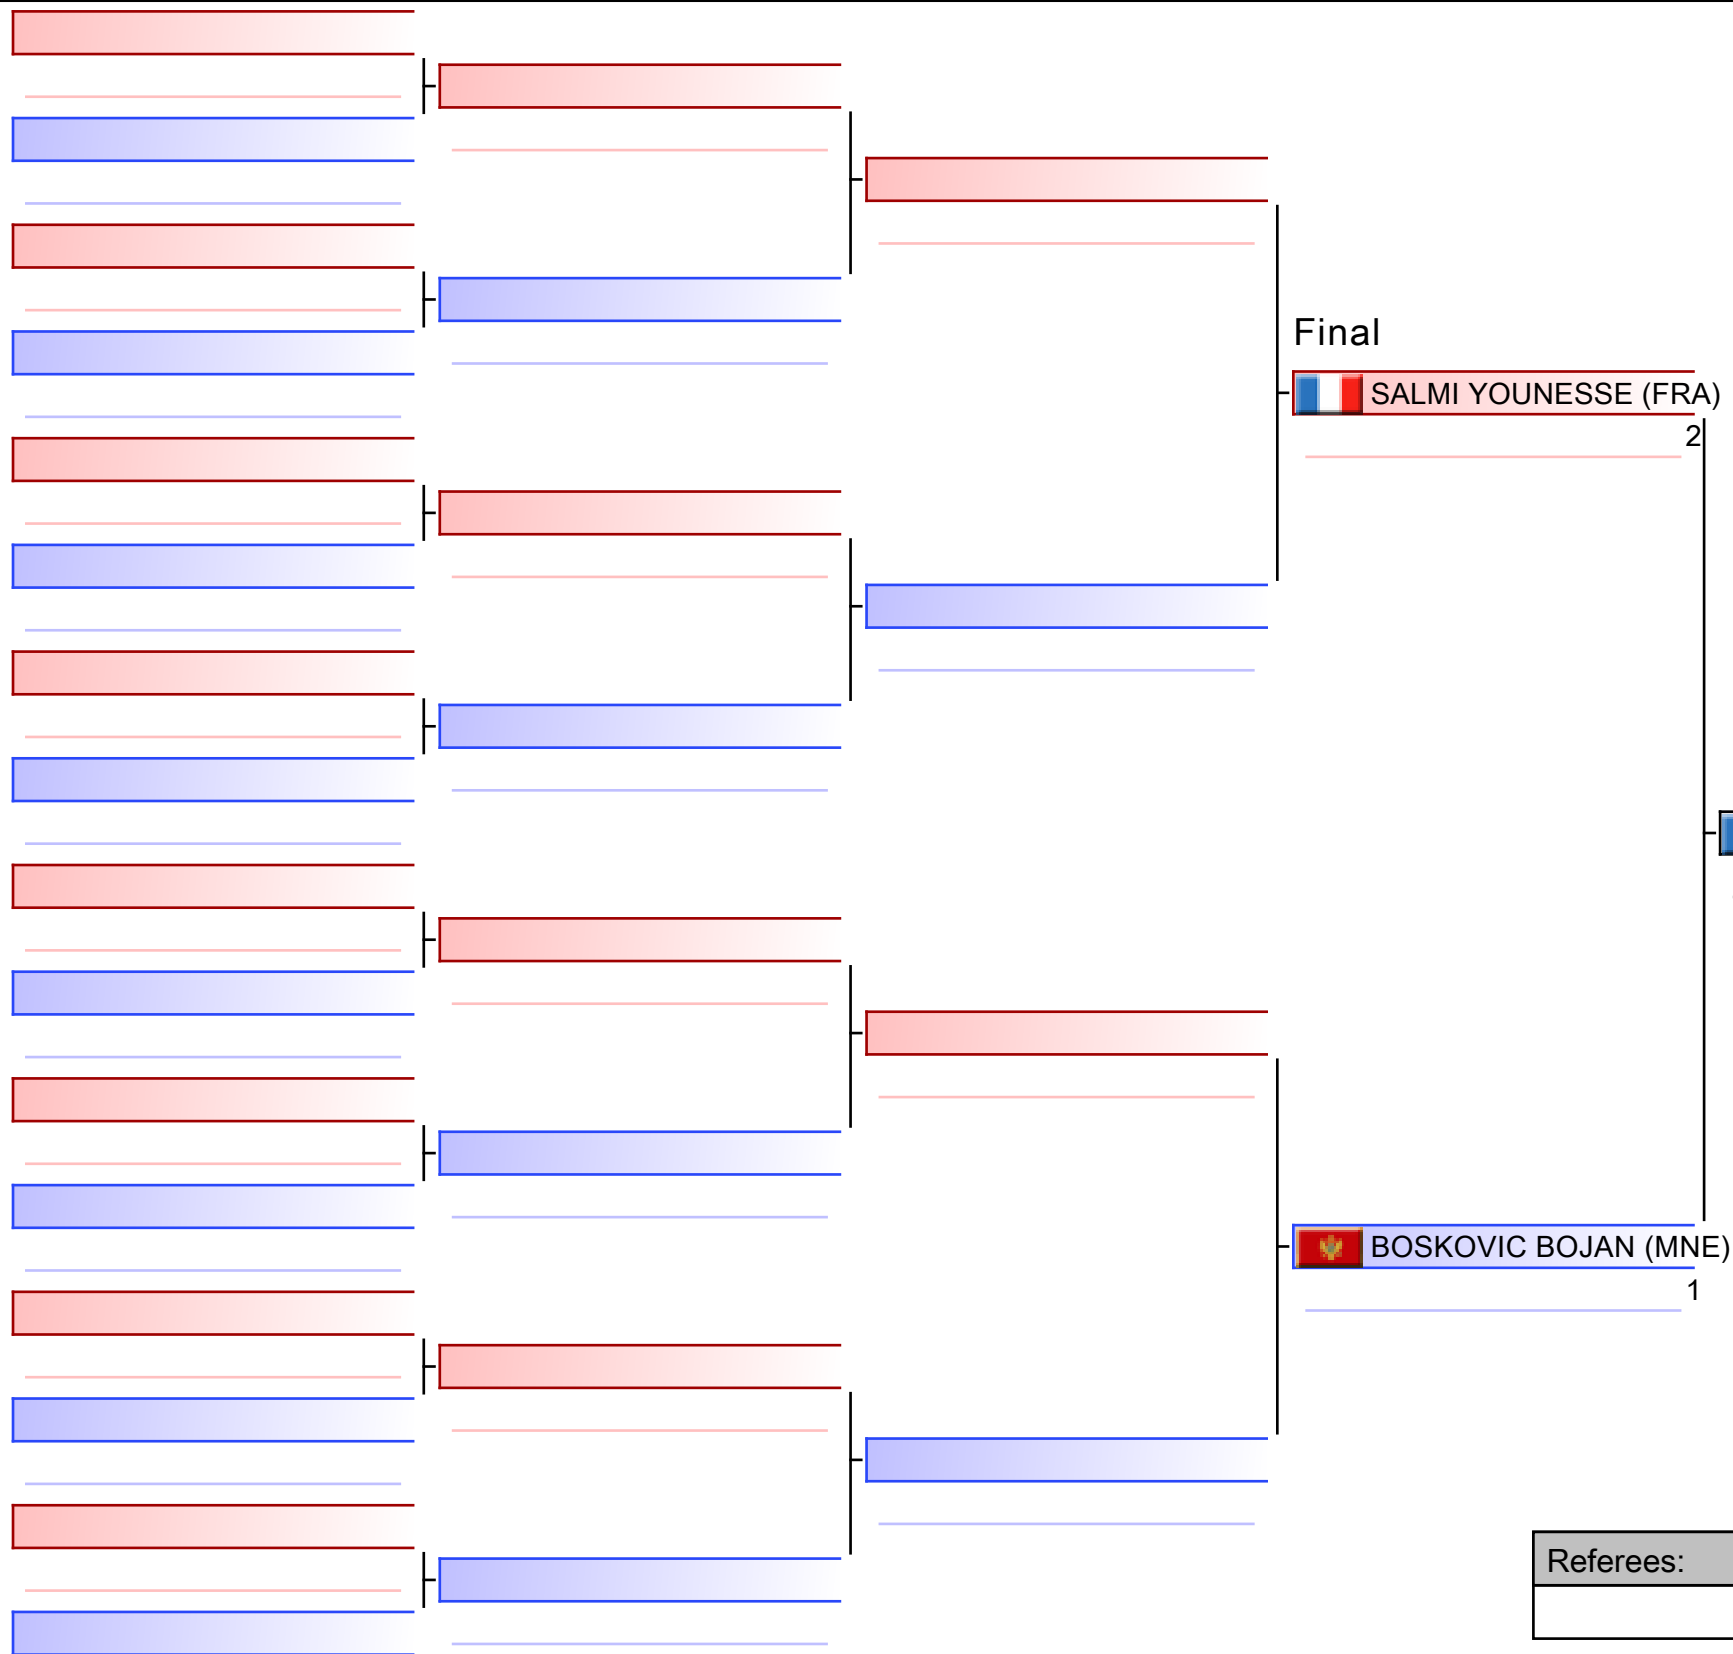 Final
SALMI YOUNESSE (FRA)
2
BOSKOVIC BOJAN (MNE)
1
Referees: